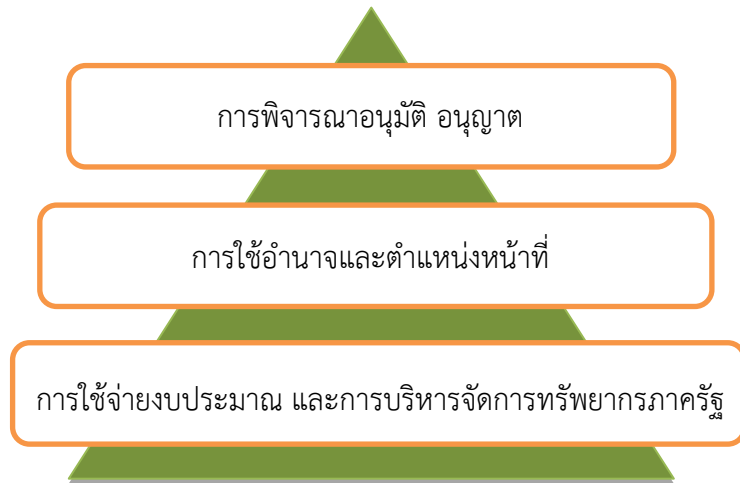 การพิจารณาอนุมัติ อนุญาต
การใช้อำนาจและตำแหน่งหน้าที่
การใช้จ่ายงบประมาณ และการบริหารจัดการทรัพยากรภาครัฐ